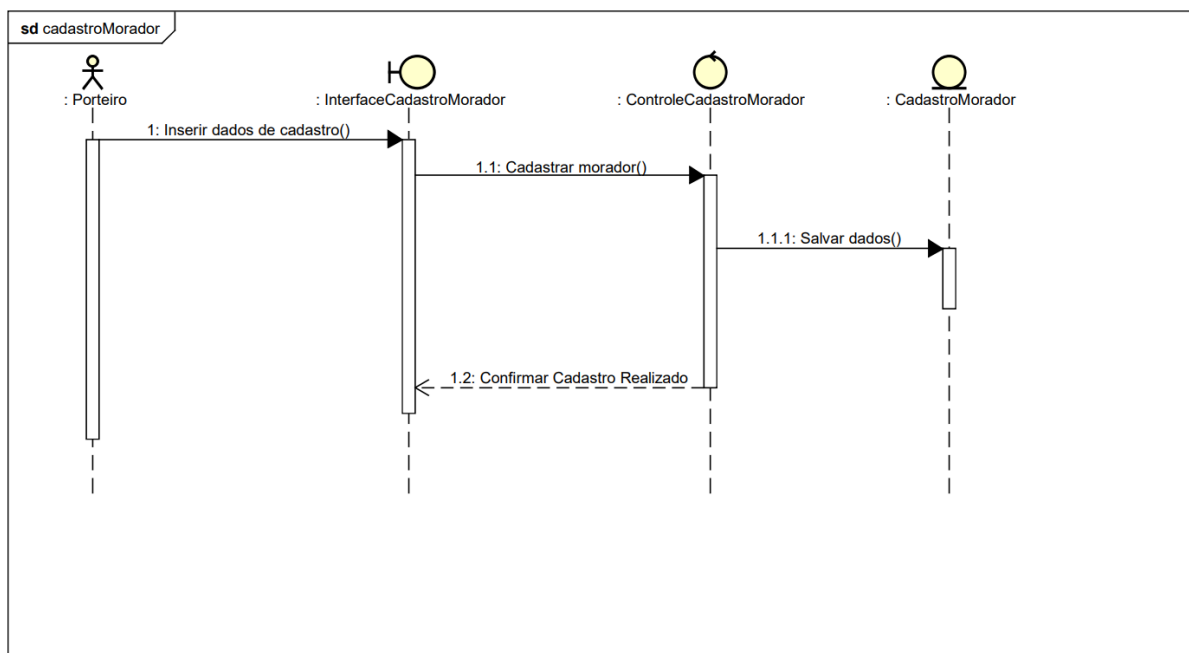 sd cadastroMorador
: Porteiro
: InterfaceCadastroMorador
: ControleCadastroMorador
: CadastroMorador
1: Inserir dados de cadastro()
1.1: Cadastrar morador()
1.1.1: Salvar dados()
1.2: Confirmar Cadastro Realizado